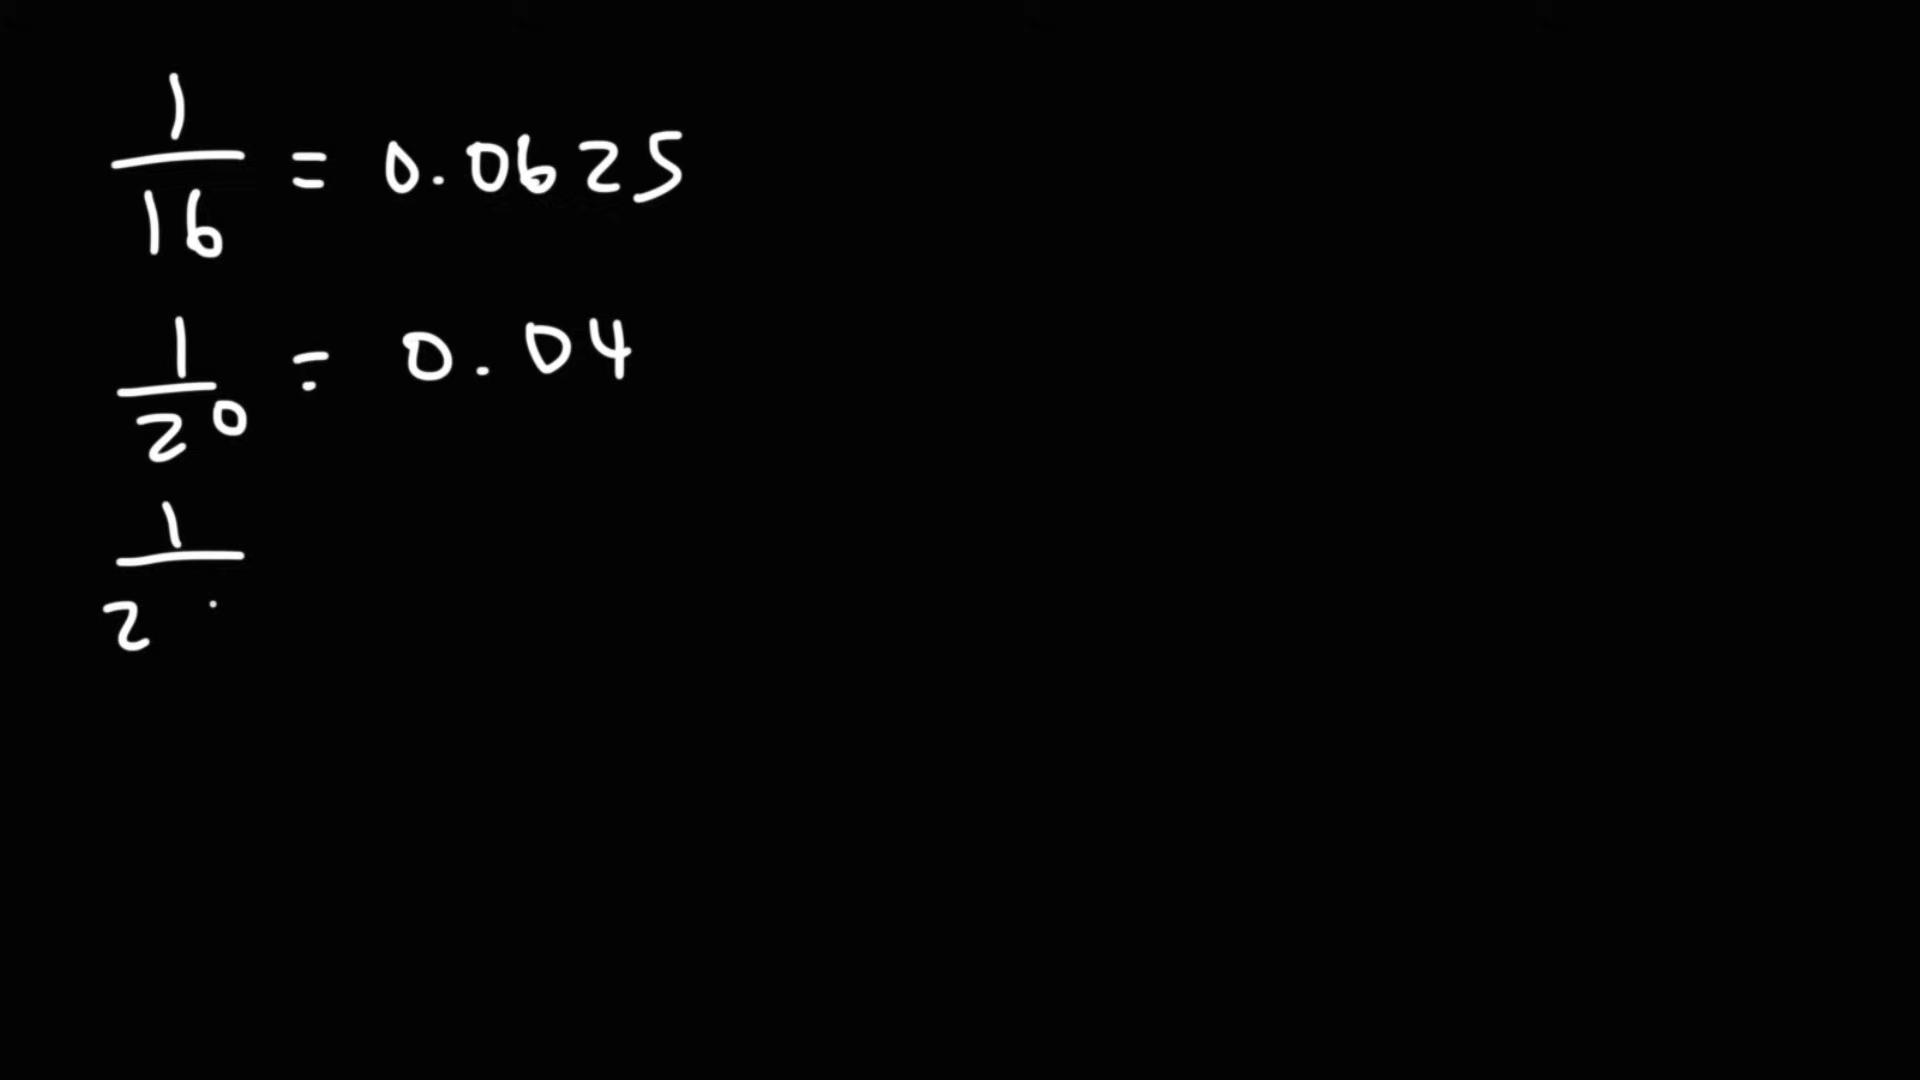 1/16 = 0.0625
1/20 = 0.04
1/2